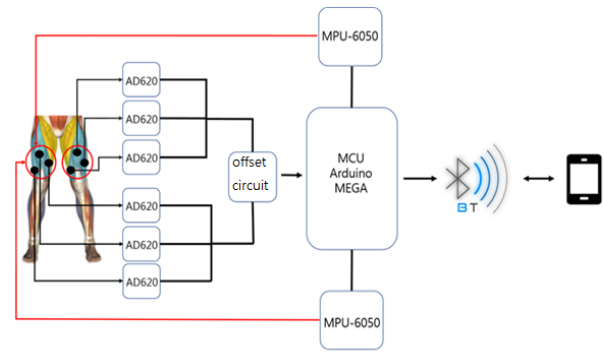 MPU-6050
AD620
AD620
AD620
offset
circuit
MCU
Arduino
MEGA
BT
AD620
AD620
AD620
MPU-6050